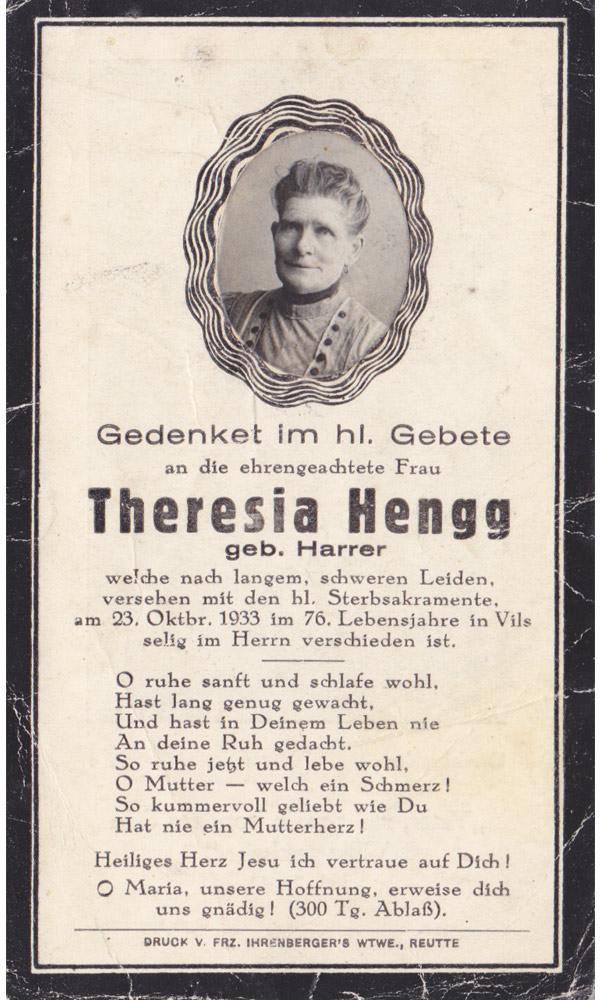 Gedenket im hl. Gebete
an die ehrengeachtete Frau
Theresia Hengg
geb. Harrer
welche nach langem, schweren Leiden,
versehen mit den hl. Sterbsakramente,
am 23. Oktbr. 1933 im 76. Lebensjahre in Vils
selig im Herrn verschieden ist.
O ruhe sanft und schlafe wohl,
Hast lang genug gewacht,
Und hast in Deinem Leben nie
An deine Ruh gedacht.
So ruhe jetzt und lebe wohl,
O Mutter — welch ein Schmerz!
So kummervoll geliebt wie Du
Hat nie ein Mutterherz!
Heiliges Herz Jesu ich vertraue auf Dich!
O Maria, unsere Hoffnung, erweise dich
uns gnädig! (300 Tg. Ablaß).
DRUCK V. FRZ. IHRENBERGER'S WTWE., REUTTE